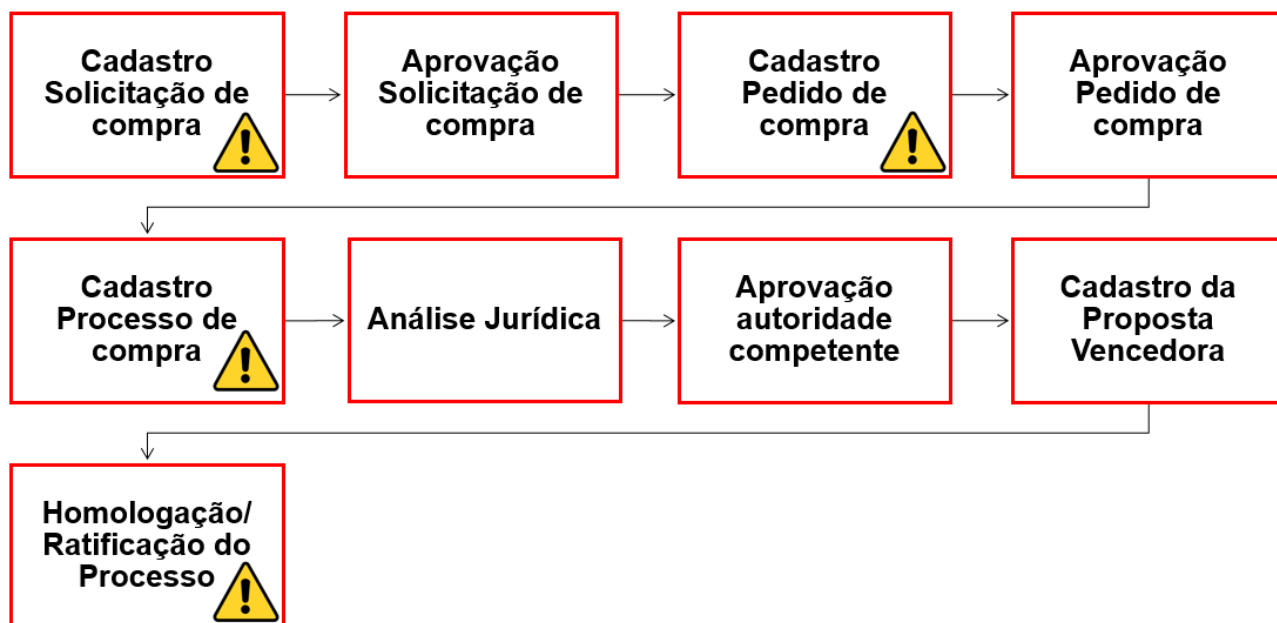 Cadastro
Solicitação de
compra
Aprovação
Solicitação de
compra
Cadastro
Pedido de
compra
Aprovação
Pedido de
compra
Cadastro
Processo de
compra
Análise Jurídica
Aprovação
autoridade
competente
Cadastro da
Proposta
Vencedora
Homologação/
Ratificação do
Processo